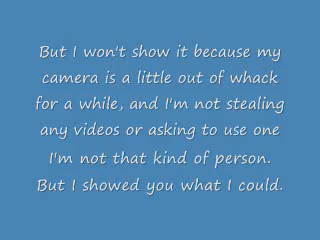 But I won't show it because my
camera is a little out of whack
for a while, and I'm not stealing
any videos or asking to use one
I'm not that kind of person.
But I showed you what I could.